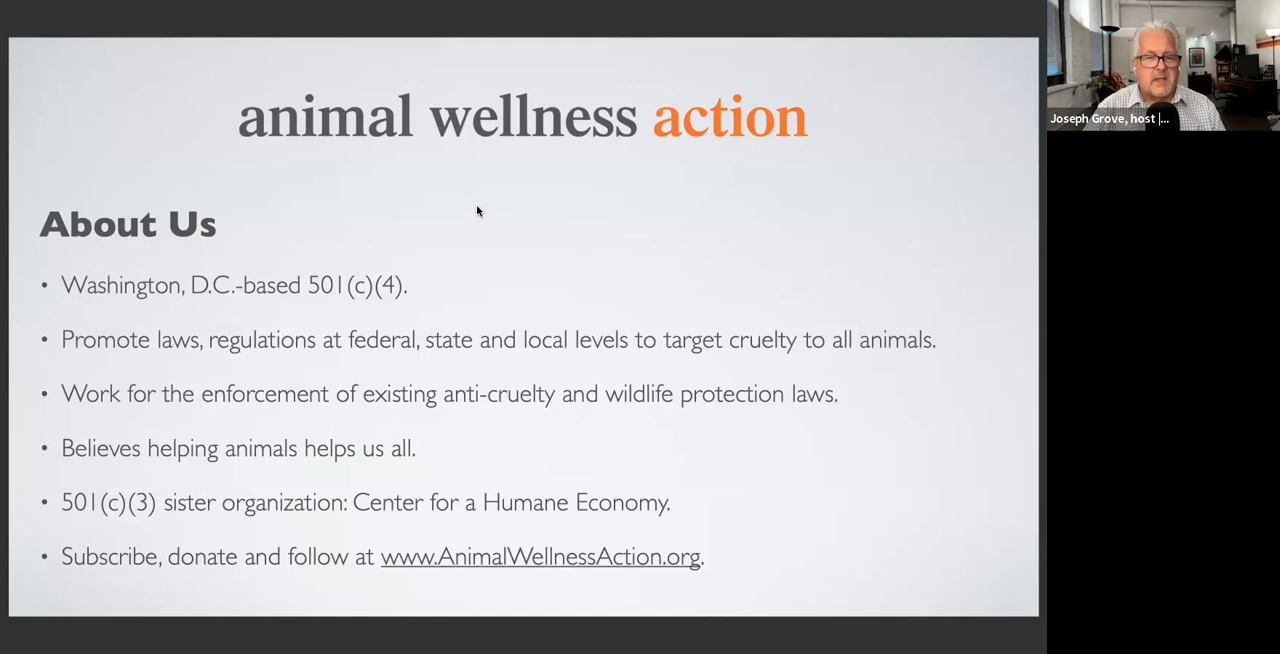 animal wellness action
About Us
• Washington, D.C.-based 501(c)(4).
• Promote laws, regulations at federal, state and local levels to target cruelty to all animals.
• Work for the enforcement of existing anti-cruelty and wildlife protection laws.
• Believes helping animals helps us all.
• 501(c)(3) sister organization: Center for a Humane Economy.
• Subscribe, donate and follow at www.AnimalWellnessAction.org.
Joseph Grove, host |...